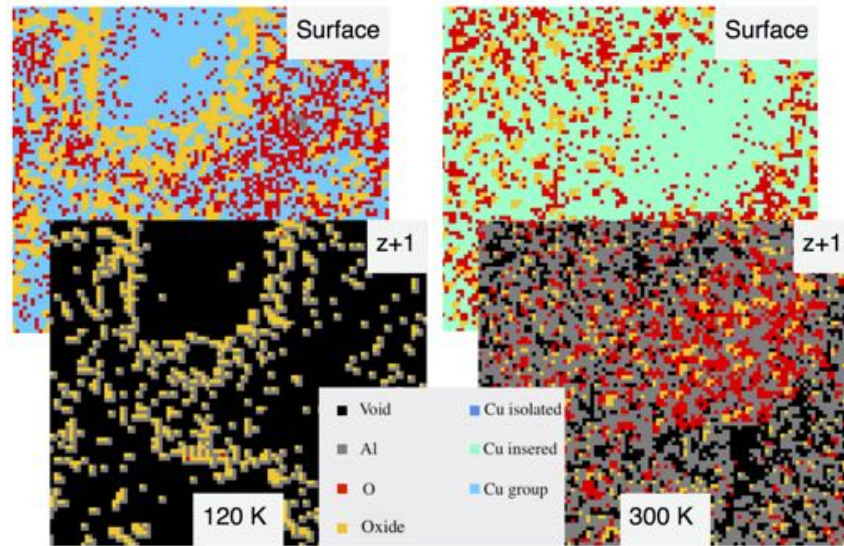 Surface
Surface
z+1
z+1
Void
Cu isolated
Al
Cu insered
O
Cu group
Oxide
120 K
300 K